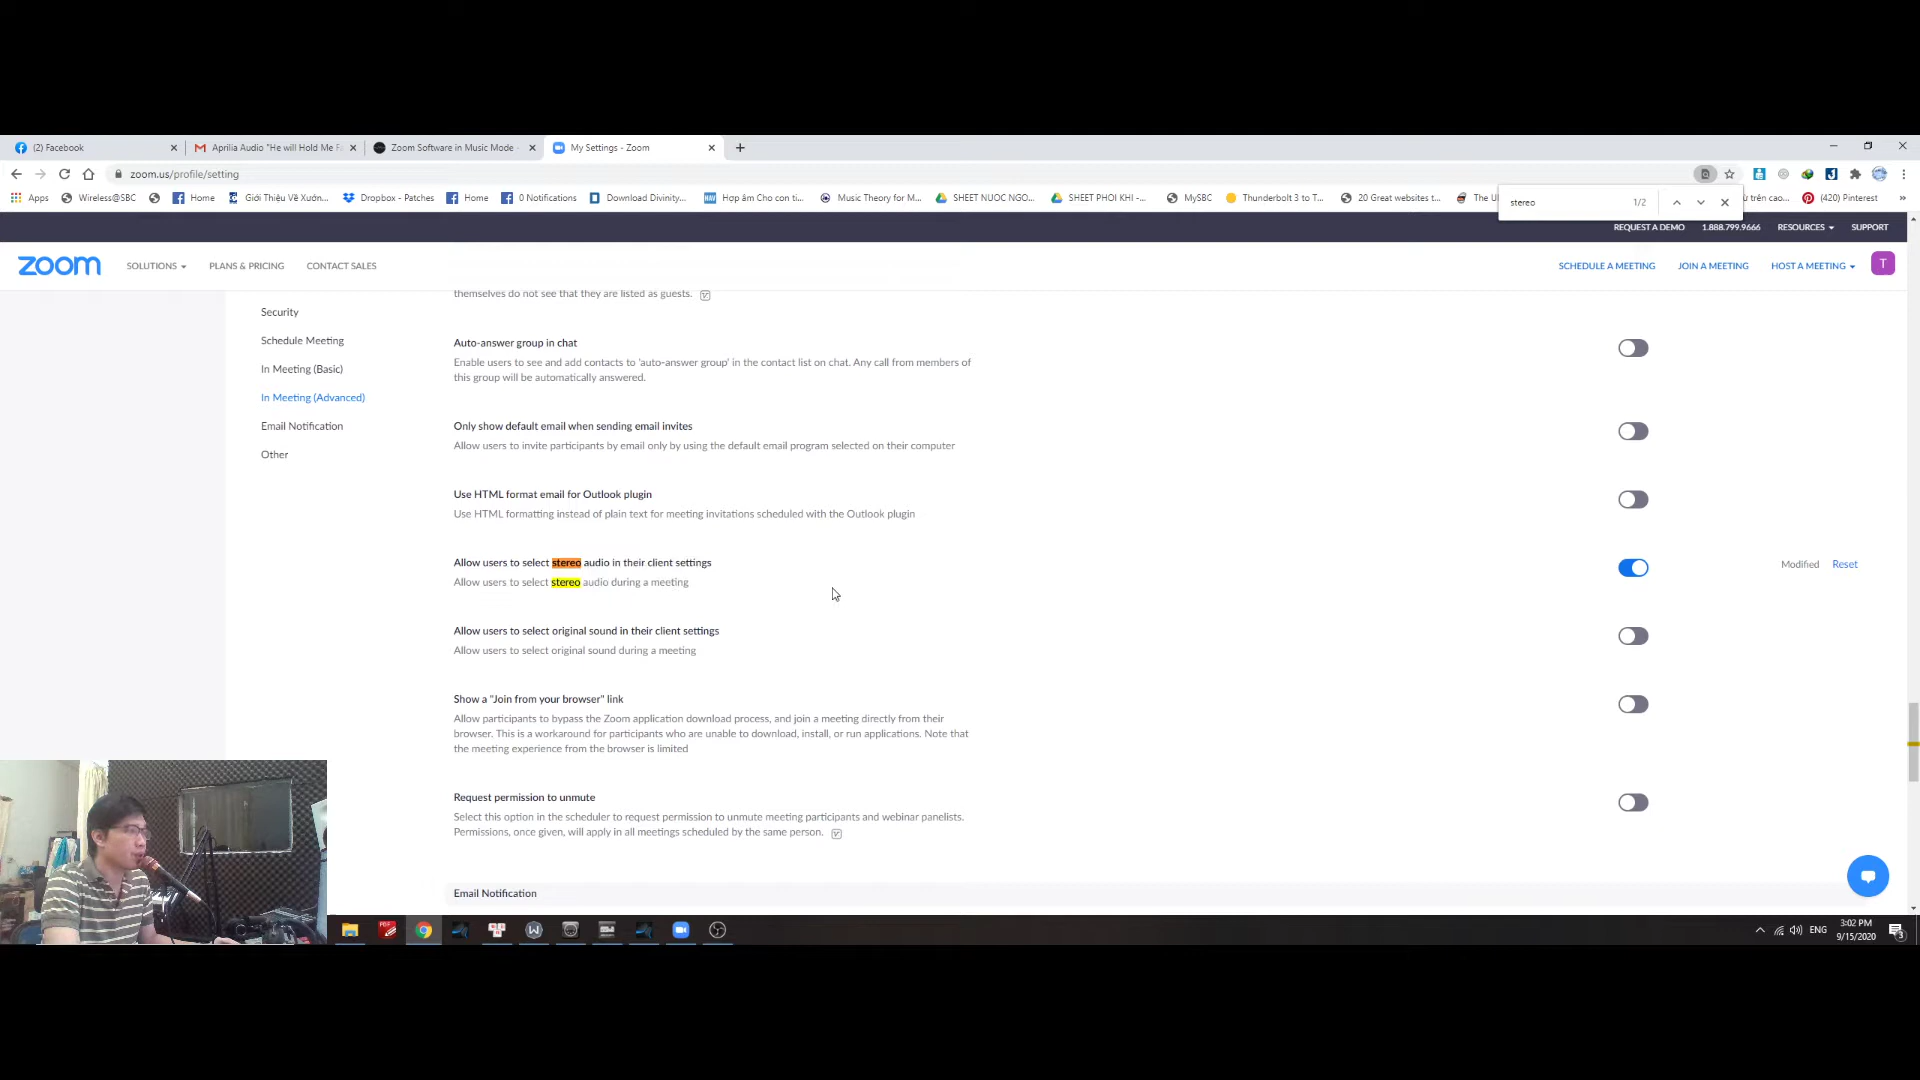 (2) Facebook
Aprilia Audio "He will Hold Me F
Zoom Software in Music Mode -
My Settings - Zoom
zoom.us/profile/setting
Apps
Wireless@SBC
Home
Giới Thiệu Về Xướn...
Dropbox - Patches
Home
0 Notifications
Download Divinity...
Hợp âm Cho con ti...
Music Theory for M...
SHEET NUOC NGO...
SHEET PHOI KHI -...
MySBC
Thunderbolt 3 to T...
20 Great websites t...
The Ul
ừ trên cao...
(420) Pinterest
stereo
1/2
REQUEST A DEMO
1.888.799.9666
RESOURCES
SUPPORT
zoom
SOLUTIONS
PLANS & PRICING
CONTACT SALES
SCHEDULE A MEETING
JOIN A MEETING
HOST A MEETING
T
Security
Schedule Meeting
In Meeting (Basic)
In Meeting (Advanced)
Email Notification
Other
themselves do not see that they are listed as guests.
Auto-answer group in chat
Enable users to see and add contacts to 'auto-answer group' in the contact list on chat. Any call from members of
this group will be automatically answered.
Only show default email when sending email invites
Allow users to invite participants by email only by using the default email program selected on their computer
Use HTML format email for Outlook plugin
Use HTML formatting instead of plain text for meeting invitations scheduled with the Outlook plugin
Allow users to select stereo audio in their client settings
Allow users to select stereo audio during a meeting
Modified
Reset
Allow users to select original sound in their client settings
Allow users to select original sound during a meeting
Show a "Join from your browser" link
Allow participants to bypass the Zoom application download process, and join a meeting directly from their
browser. This is a workaround for participants who are unable to download, install, or run applications. Note that
the meeting experience from the browser is limited
Request permission to unmute
Select this option in the scheduler to request permission to unmute meeting participants and webinar panelists.
Permissions, once given, will apply in all meetings scheduled by the same person.
Email Notification
ENG
3:02 PM
9/15/2020
3